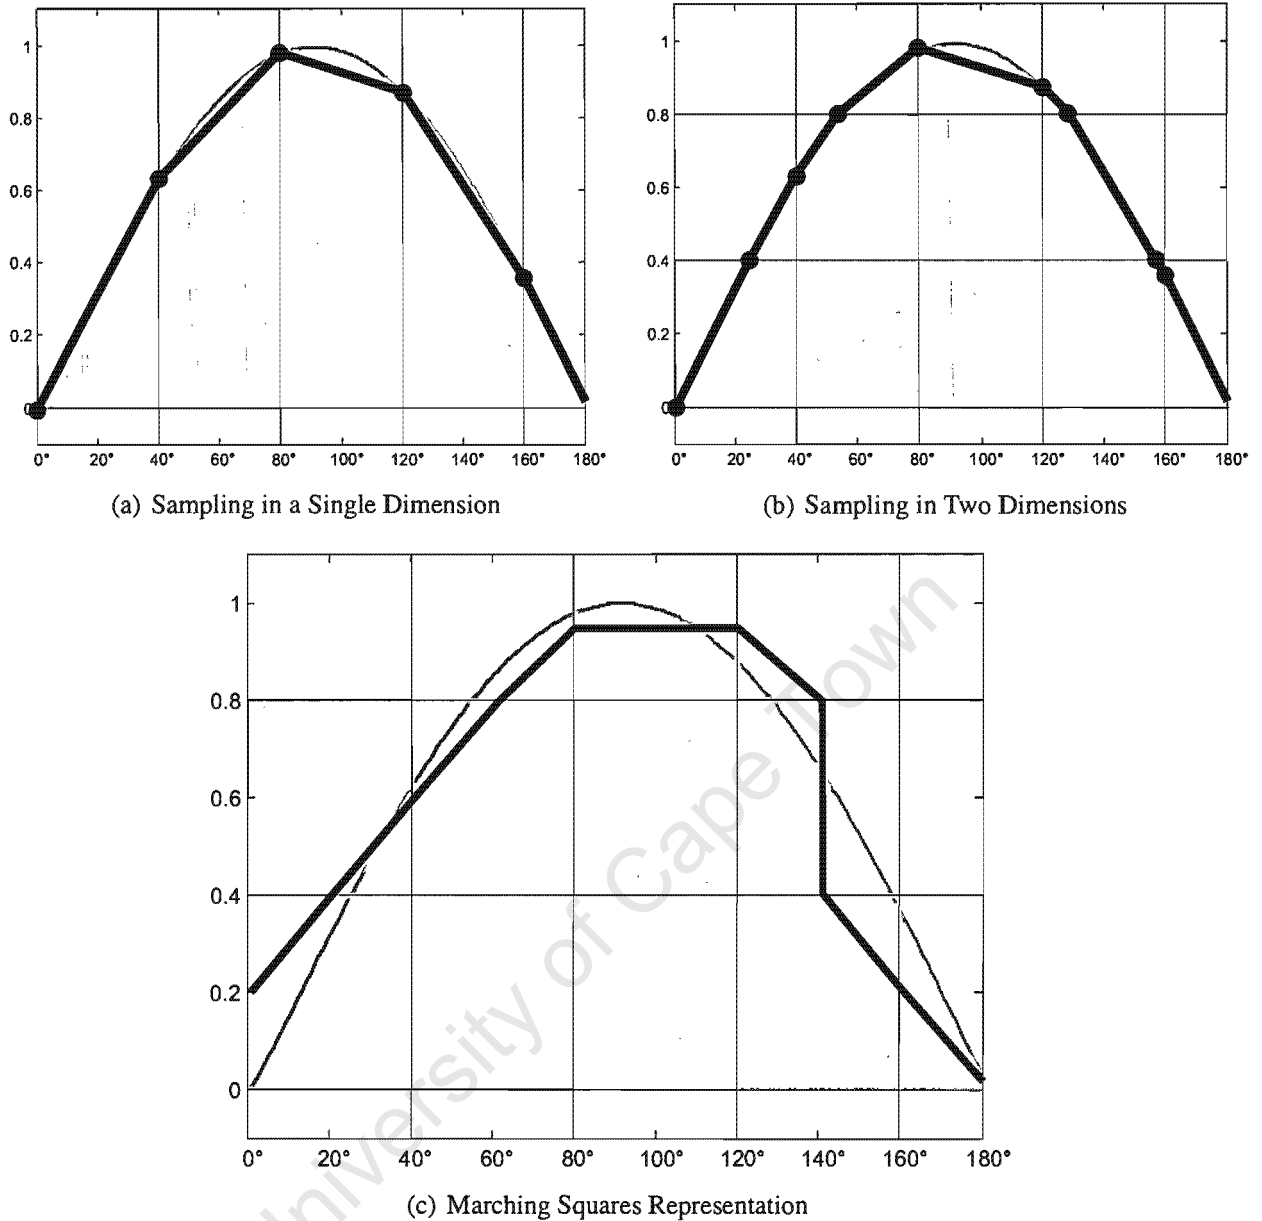 1
0.8
0.6
0.4
0.2
0
0° 20° 40° 60° 80° 100° 120° 140° 160° 180°
(a) Sampling in a Single Dimension
1
0.8
0.6
0.4
0.2
0
0° 20° 40° 60° 80° 100° 120° 140° 160° 180°
(b) Sampling in Two Dimensions
1
0.8
0.6
0.4
0.2
0
0° 20° 40° 60° 80° 100° 120° 140° 160° 180°
(c) Marching Squares Representation
University of Cape Town